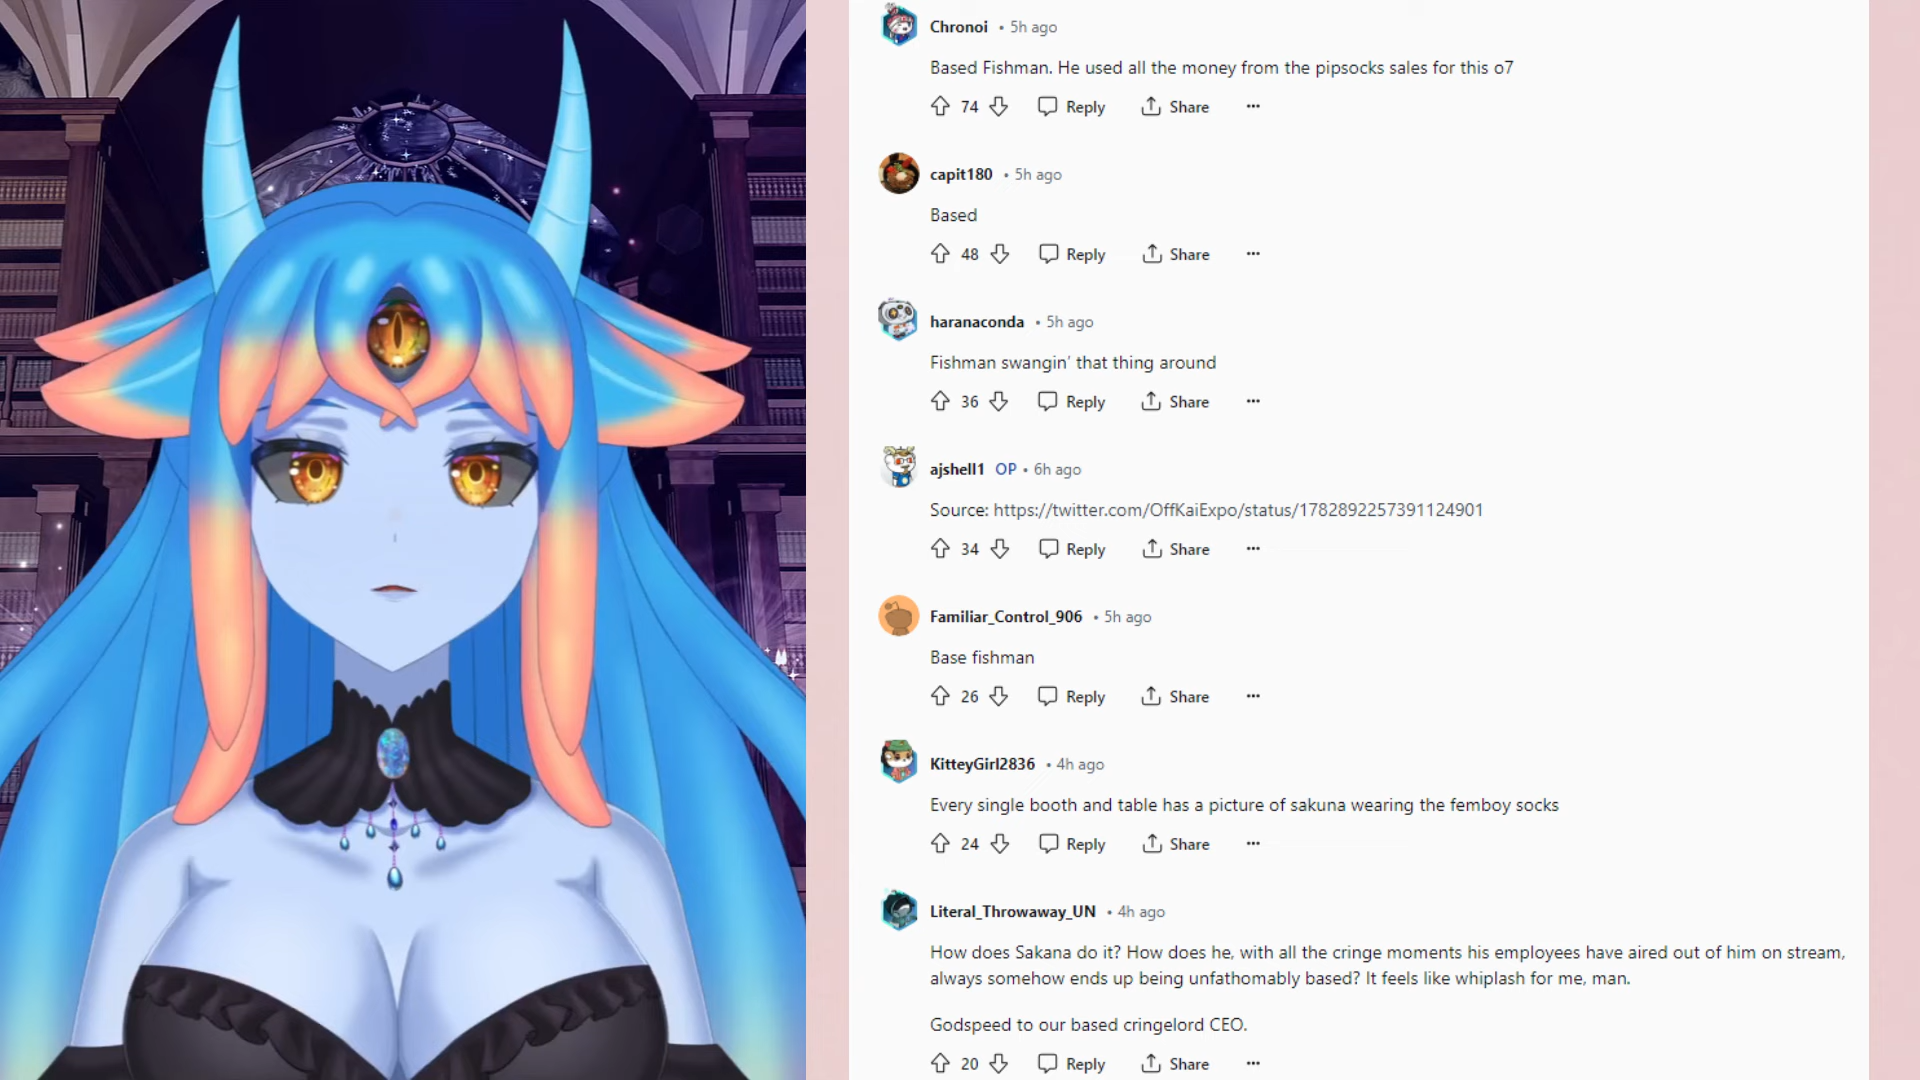 Chronoi • 5h ago
Based Fishman. He used all the money from the pipsocks sales for this o7
74 Reply Share ...
capit180 • 5h ago
Based
48 Reply Share ...
haranaconda • 5h ago
Fishman swangin' that thing around
36 Reply Share ...
ajshell1 OP • 6h ago
Source: https://twitter.com/OffKaiExpo/status/1782892257391124901
34 Reply Share ...
Familiar_Control_906 • 5h ago
Base fishman
26 Reply Share ...
KitteyGirl2836 • 4h ago
Every single booth and table has a picture of sakuna wearing the femboy socks
24 Reply Share ...
Literal_Throwaway_UN • 4h ago
How does Sakana do it? How does he, with all the cringe moments his employees have aired out of him on stream,
always somehow ends up being unfathomably based? It feels like whiplash for me, man.
Godspeed to our based cringelord CEO.
20 Reply Share ...